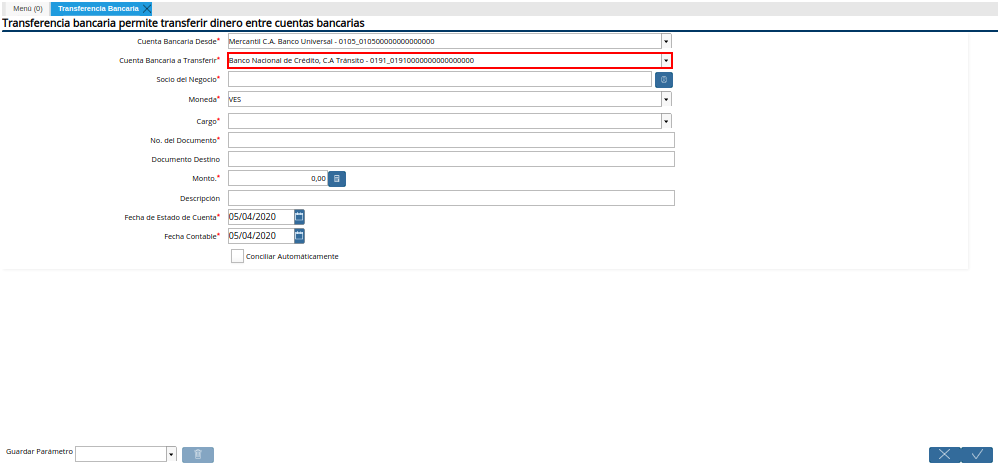 Menú (0) Transferencia Bancaria
Transferencia bancaria permite transferir dinero entre cuentas bancarias
Cuenta Bancaria Desde* Mercantil C.A. Banco Universal - 0105_010500000000000000
Cuenta Bancaria a Transferir* Banco Nacional de Crédito, C.A Tránsito - 0191_01910000000000000000
Socio del Negocio*
Moneda* VES
Cargo*
No. del Documento*
Documento Destino
Monto.* 0,00
Descripción
Fecha de Estado de Cuenta* 05/04/2020
Fecha Contable* 05/04/2020
Conciliar Automáticamente
Guardar Parámetro